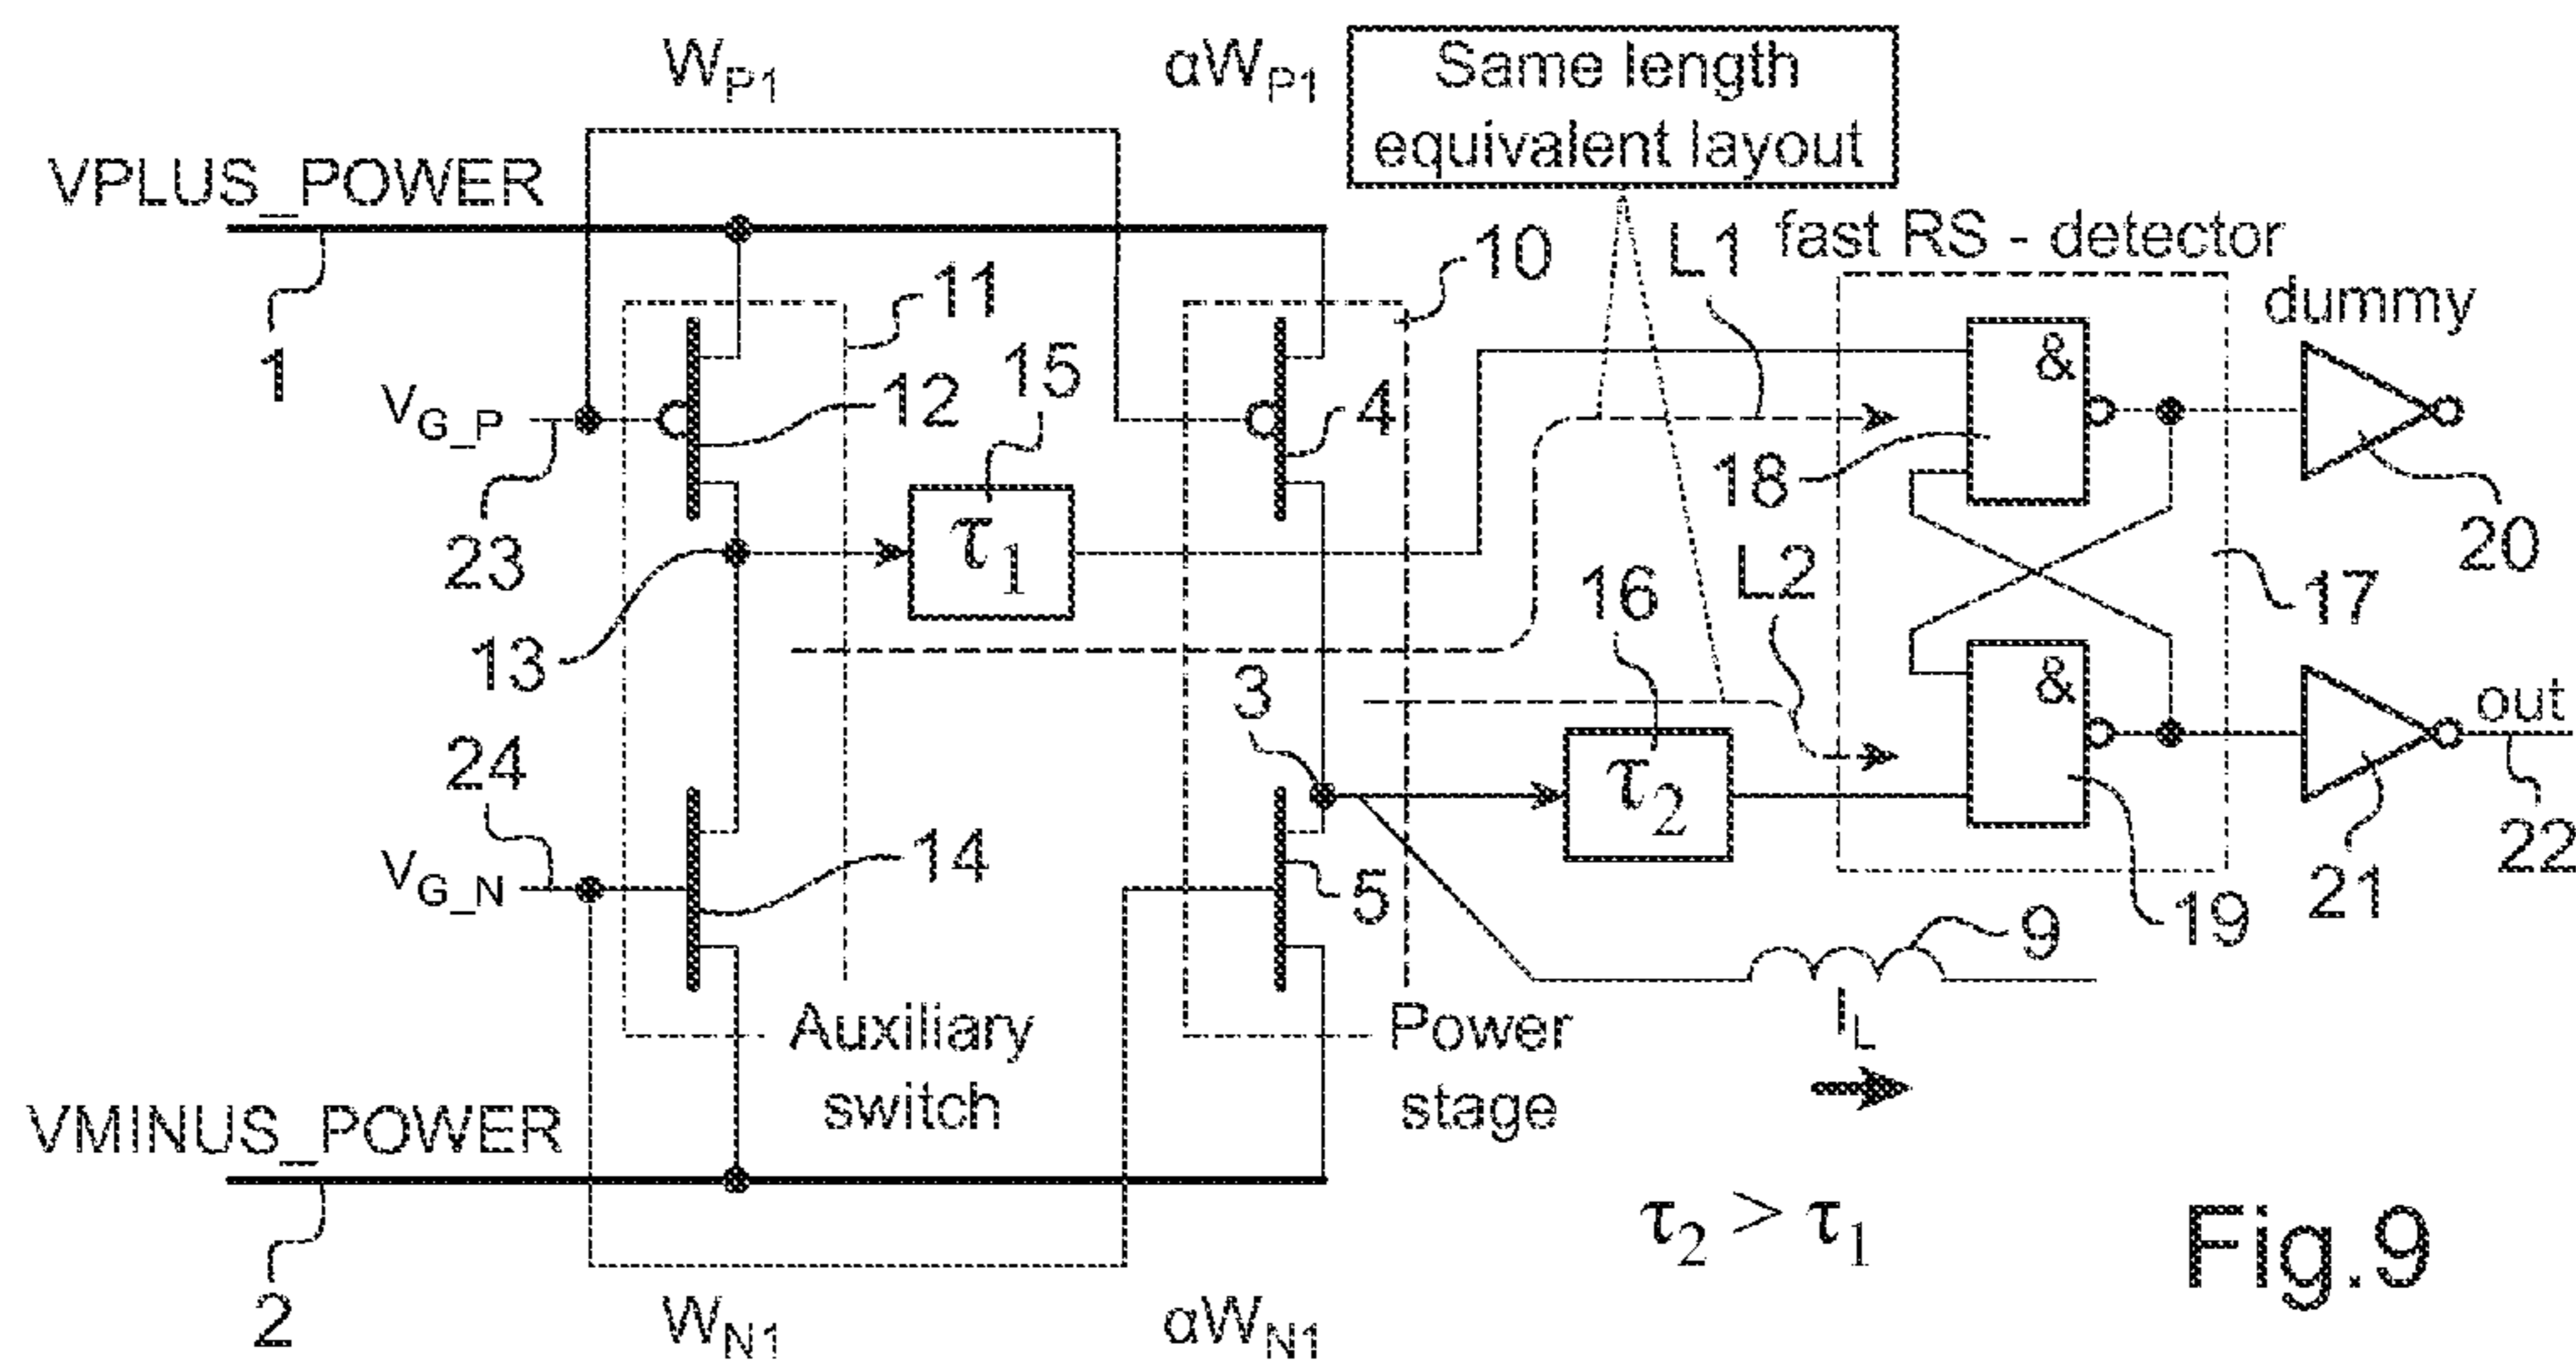 W_P1
αW_P1
Same length
equivalent layout
VPLUS_POWER
1
11
10
L1
fast RS - detector
dummy
V_G_P
23
12
15
τ_1
4
18
&
20
13
16
τ_2
L2
17
3
&
out
24
V_G_N
14
5
19
21
22
9
I_L
Auxiliary
switch
Power
stage
VMINUS_POWER
2
τ_2 > τ_1
W_N1
αW_N1
Fig.9